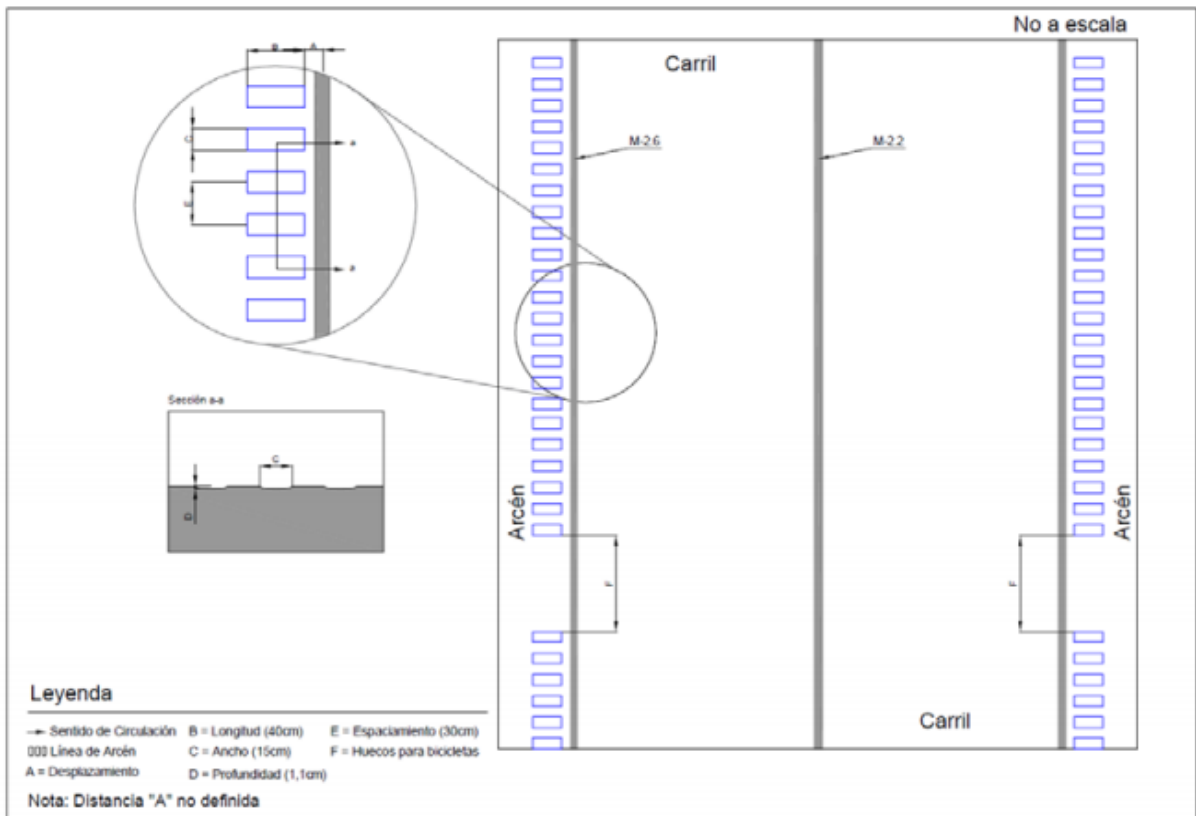 No a escala
B
A
Carril
C
a
M-2.6
M-2.2
E
a
Sección a-a
C
D
Arcén
Arcén
F
F
Leyenda
Carril
Sentido de Circulación B = Longitud (40cm) E = Espaciamiento (30cm)
Línea de Arcén C = Ancho (15cm) F = Huecos para bicicletas
A = Desplazamiento D = Profundidad (1,1cm)
Nota: Distancia "A" no definida